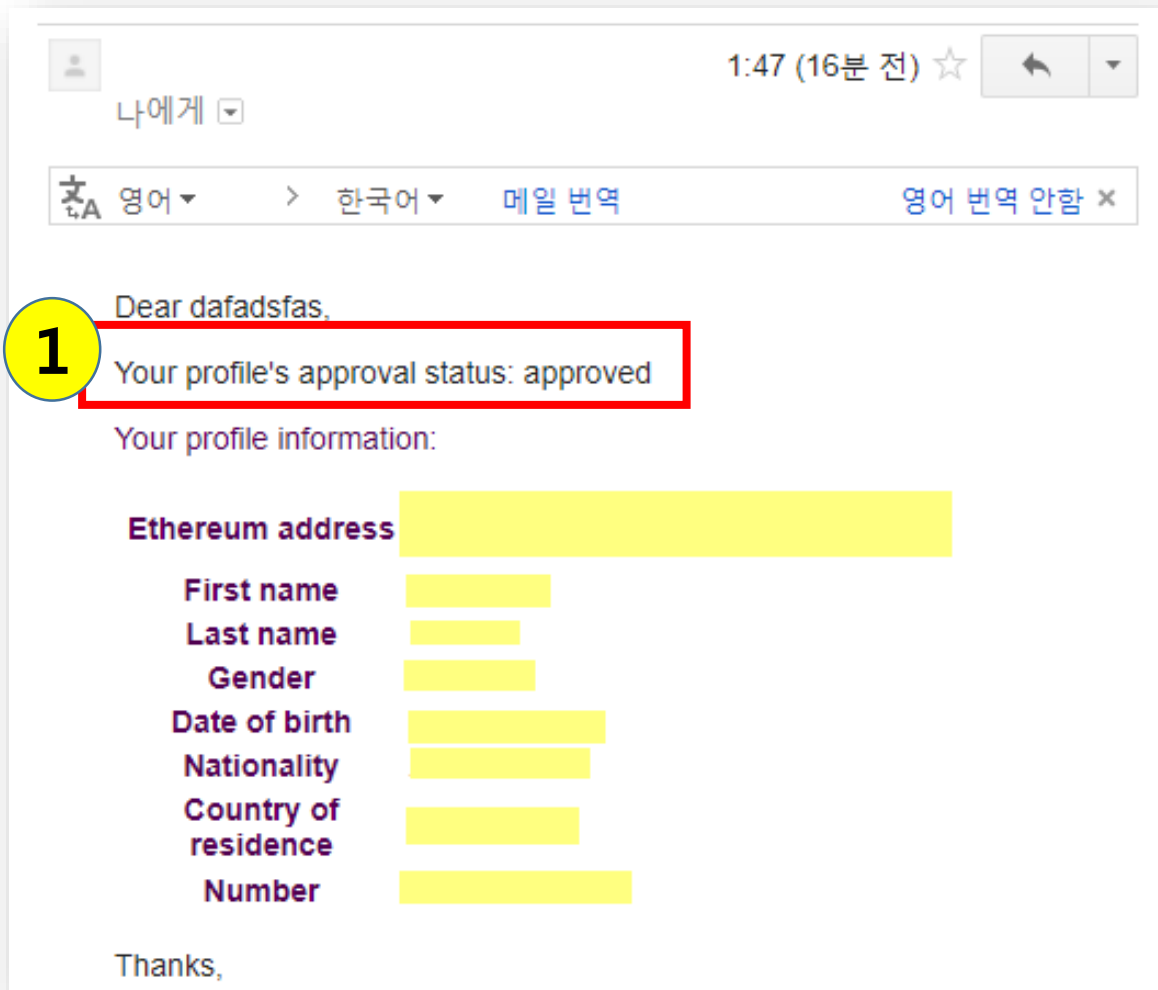 1:47 (16분 전)
나에게
영어 > 한국어 메일 번역 영어 번역 안함 ×
Dear dafadsfas,
1
Your profile's approval status: approved
Your profile information:
Ethereum address
First name
Last name
Gender
Date of birth
Nationality
Country of
residence
Number
Thanks,